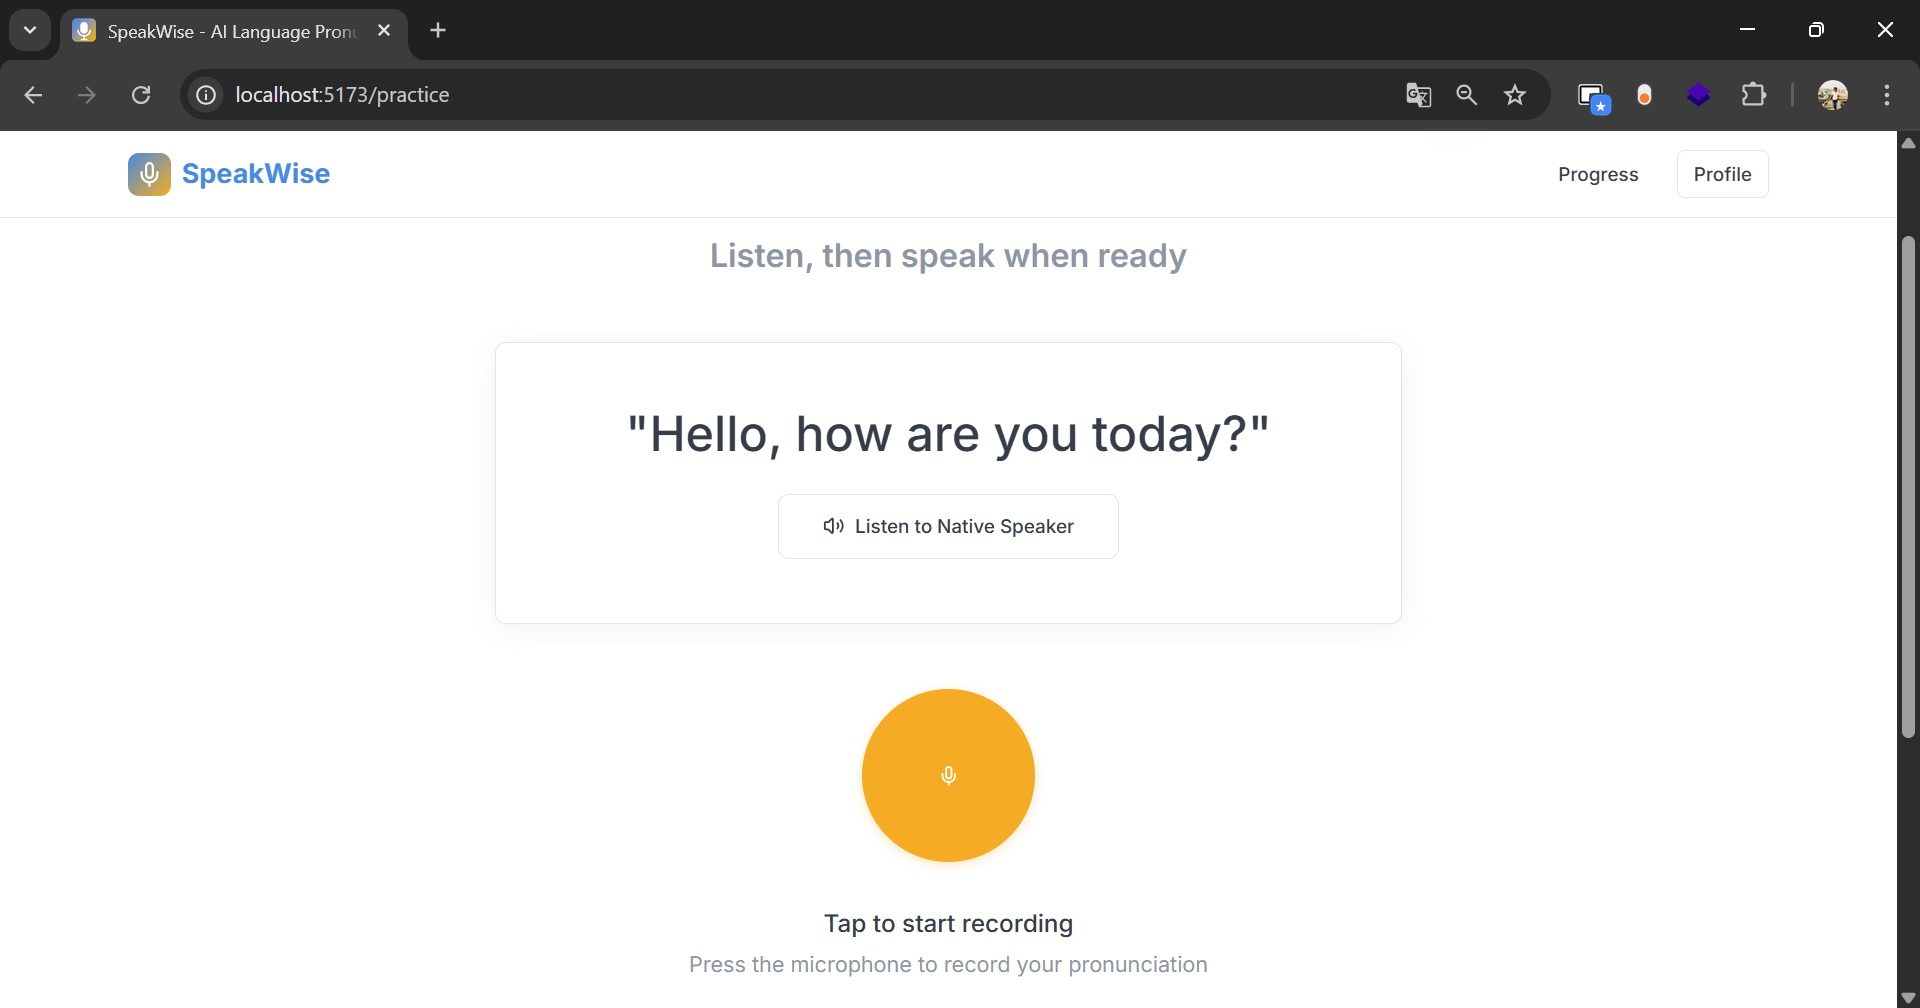 SpeakWise - AI Language Pron
localhost:5173/practice
SpeakWise
Progress
Profile
Listen, then speak when ready
"Hello, how are you today?"
Listen to Native Speaker
Tap to start recording
Press the microphone to record your pronunciation